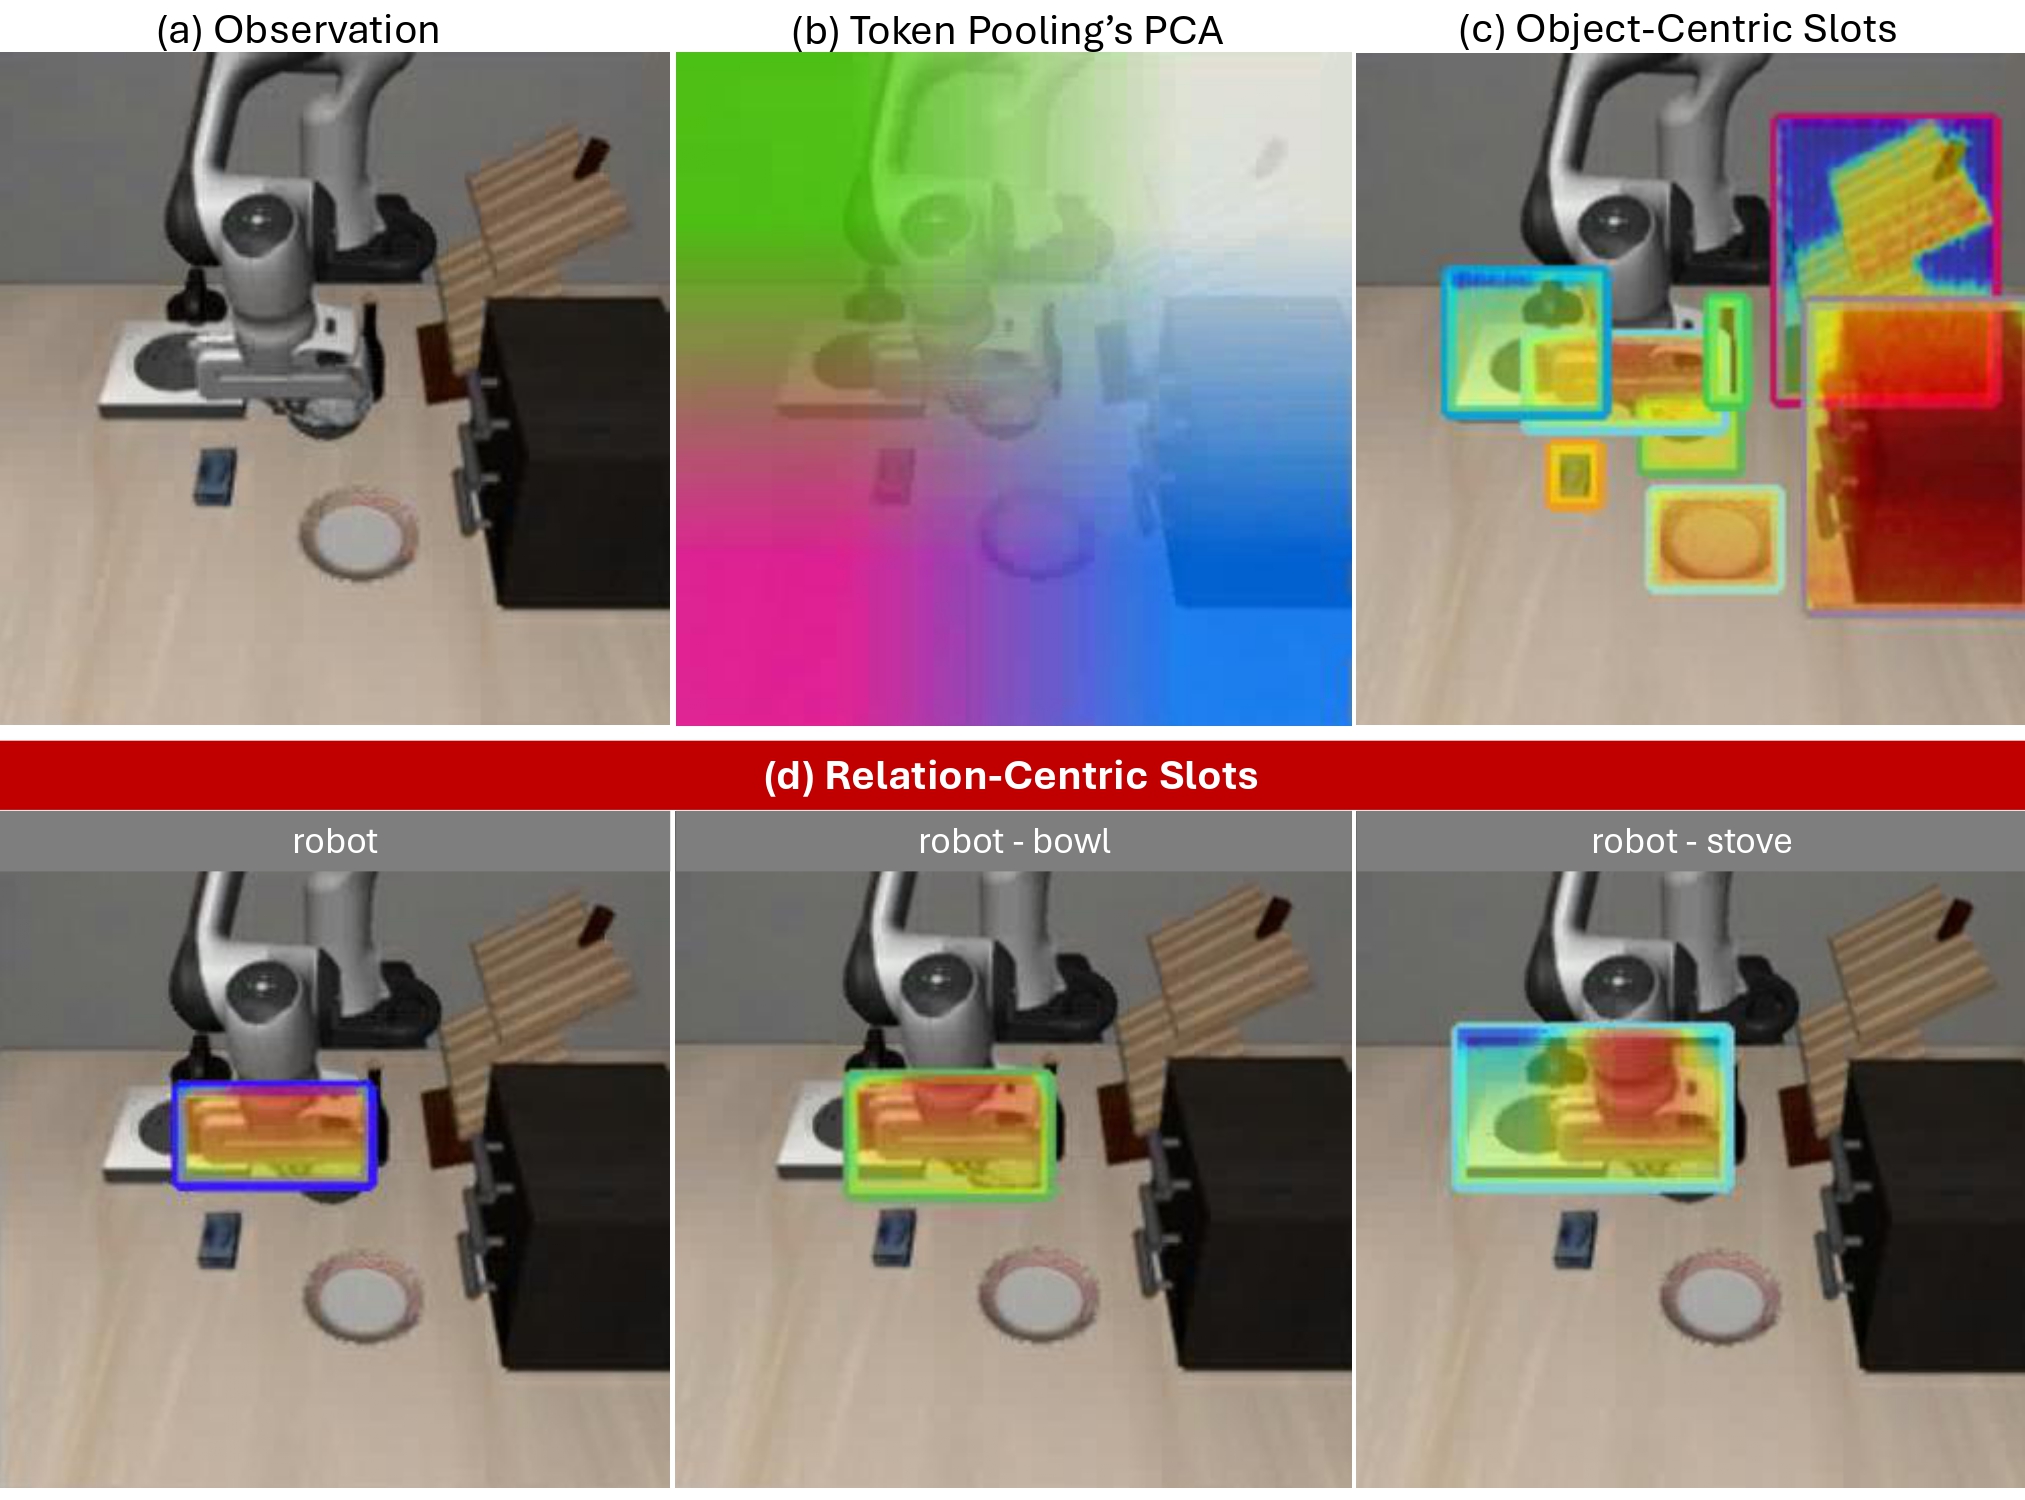 (a) Observation
(b) Token Pooling’s PCA
(c) Object-Centric Slots
(d) Relation-Centric Slots
robot
robot - bowl
robot - stove